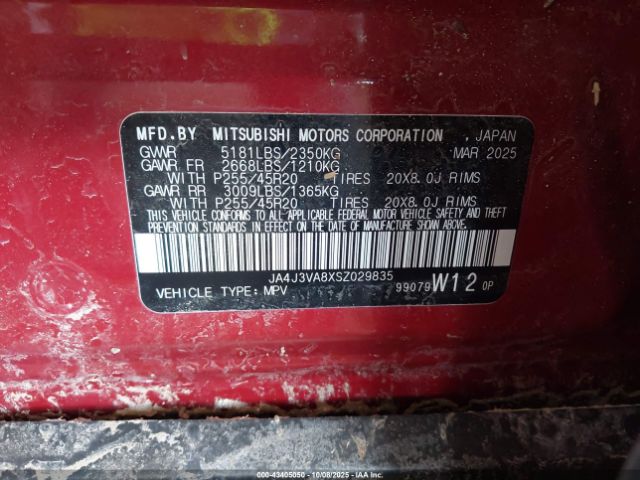 MFD.BY MITSUBISHI MOTORS CORPORATION, JAPAN
GVWR 5181LBS/2350KG MAR 2025
GAWR FR 2668LBS/1210KG
WITH P255/45R20 TIRES 20X8.0J RIMS
GAWR RR 3009LBS/1365KG
WITH P255/45R20 TIRES 20X8.0J RIMS
THIS VEHICLE CONFORMS TO ALL APPLICABLE FEDERAL MOTOR VEHICLE SAFETY AND THEFT
PREVENTION STANDARDS IN EFFECT ON THE DATE OF MANUFACTURE SHOWN ABOVE.
JA4J3VA8XSZ029835
VEHICLE TYPE: MPV 99079 W12 0P
000-43405050 - 10/08/2025 - © IAA, Inc.